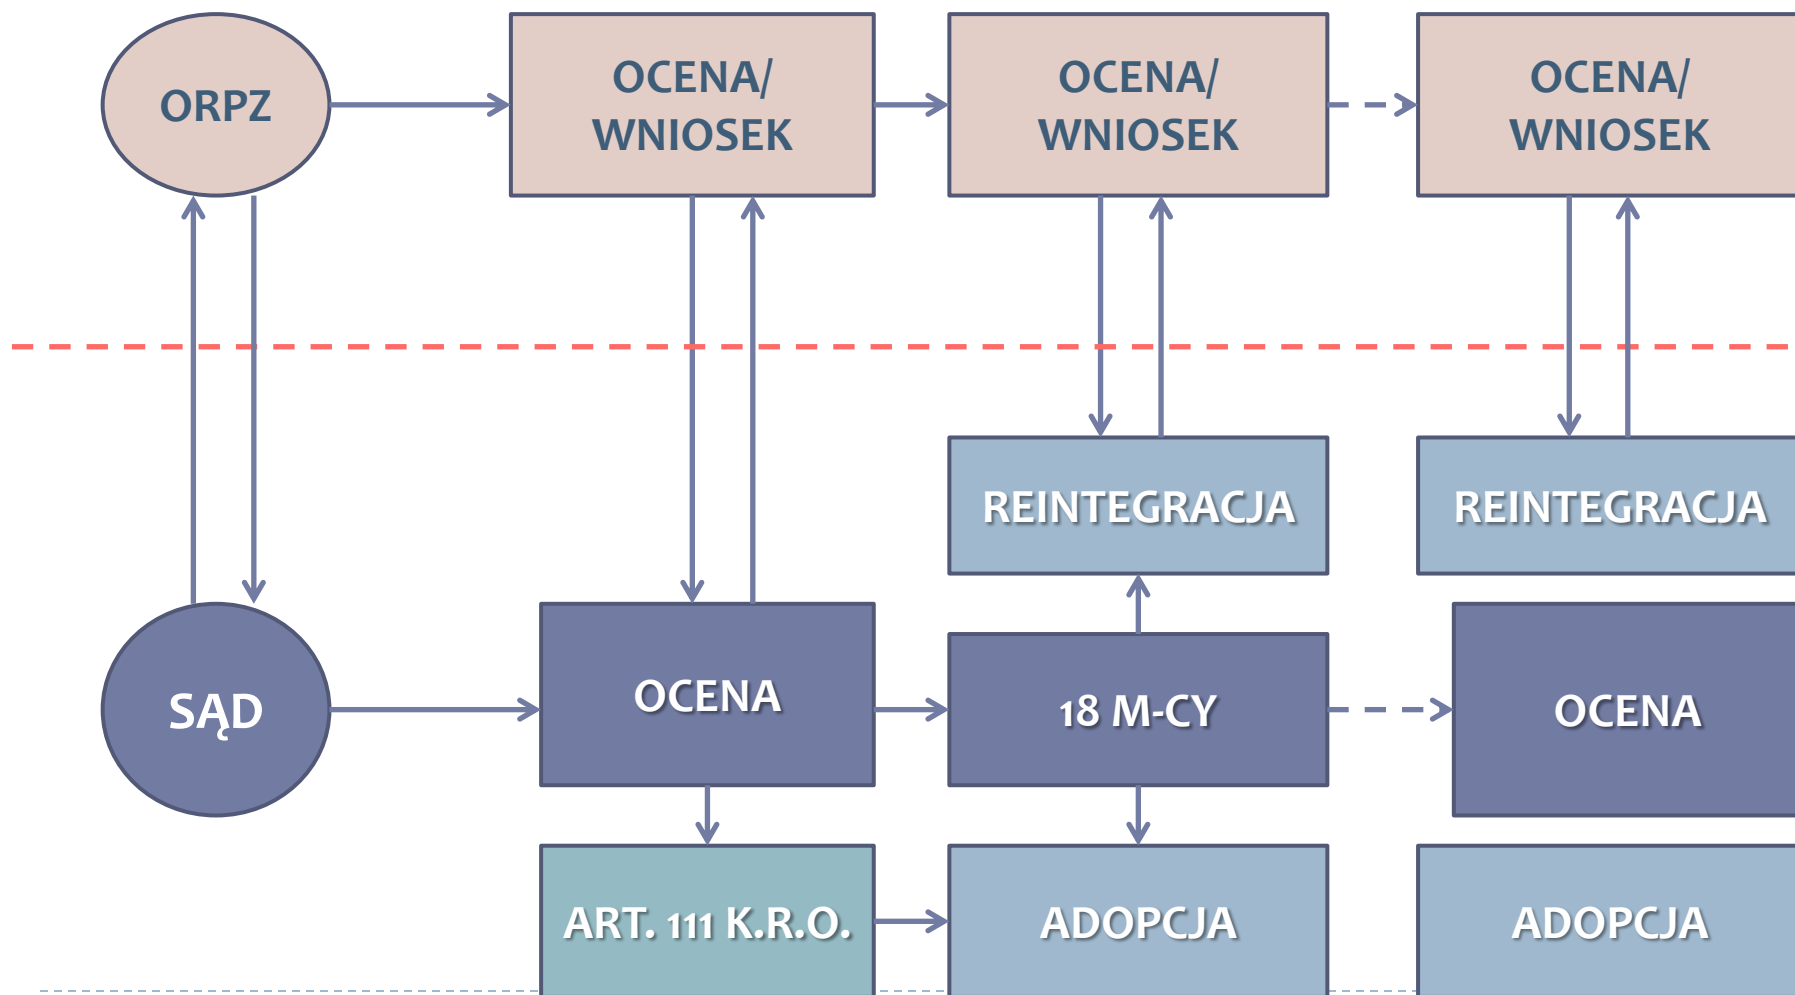 ORPZ
OCENA/
WNIOSEK
OCENA/
WNIOSEK
OCENA/
WNIOSEK
REINTEGRACJA
REINTEGRACJA
SĄD
OCENA
18 M-CY
OCENA
ART. 111 K.R.O.
ADOPCJA
ADOPCJA